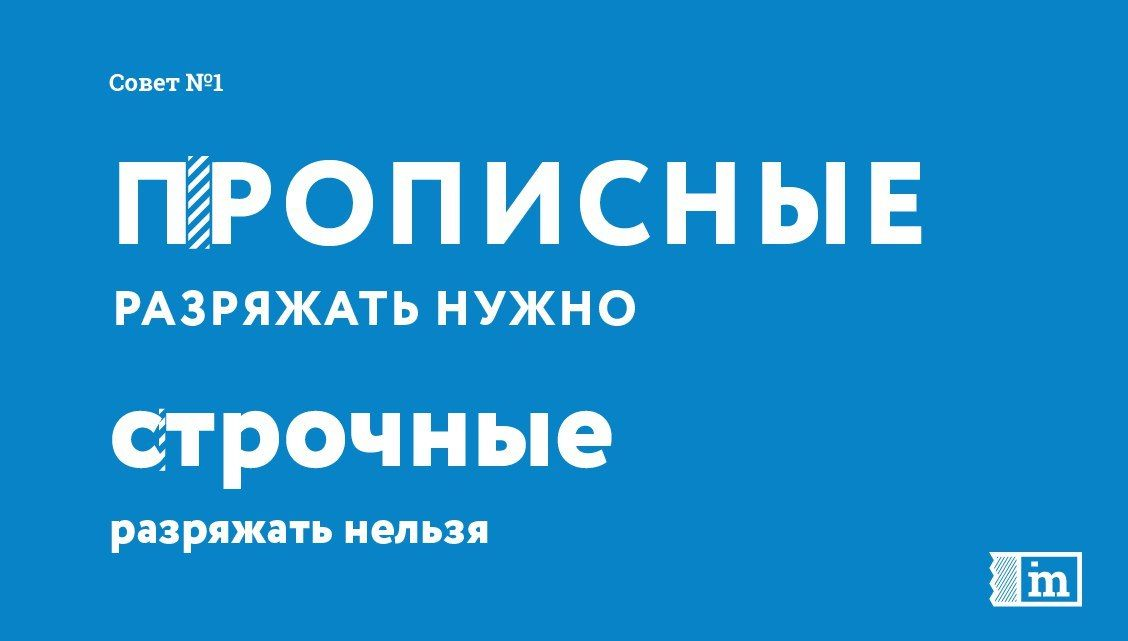 Совет №1
ПРОПИСНЫЕ
РАЗРЯЖАТЬ НУЖНО
строчные
разряжать нельзя
im